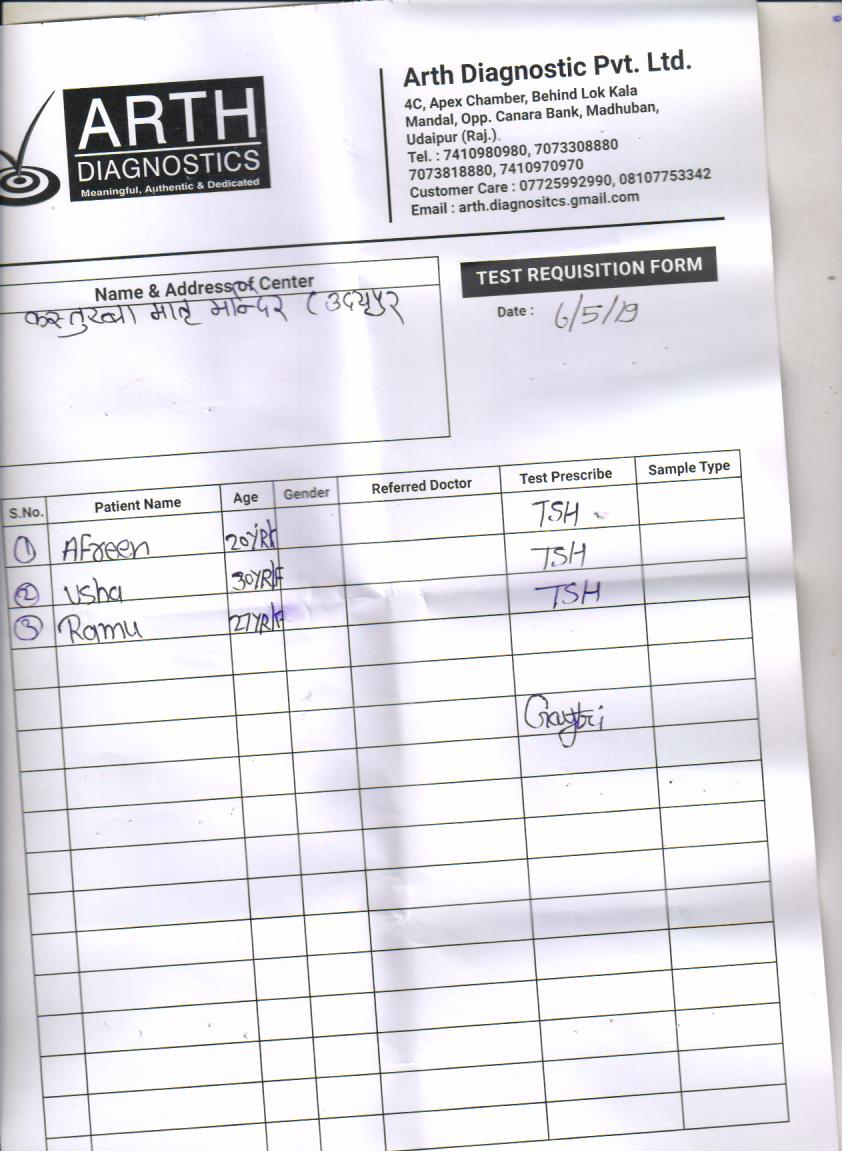 ARTH
DIAGNOSTICS
Meaningful, Authentic & Dedicated
Arth Diagnostic Pvt. Ltd.
4C, Apex Chamber, Behind Lok Kala
Mandal, Opp. Canara Bank, Madhuban,
Udaipur (Raj.)
Tel. : 7410980980, 7073308880
7073818880, 7410970970
Customer Care : 07725992990, 08107753342
Email : arth.diagnositcs.gmail.com
Name & Address of Center
कस्तुरबा मातृ मन्दिर (उदयपुर
TEST REQUISITION FORM
Date : 6/5/19
S.No. Patient Name Age Gender Referred Doctor Test Prescribe Sample Type
1 Afreen 20YR/F TSH
2 Usha 30YR/F TSH
3 Ramu 27YR/F TSH
Gaytri